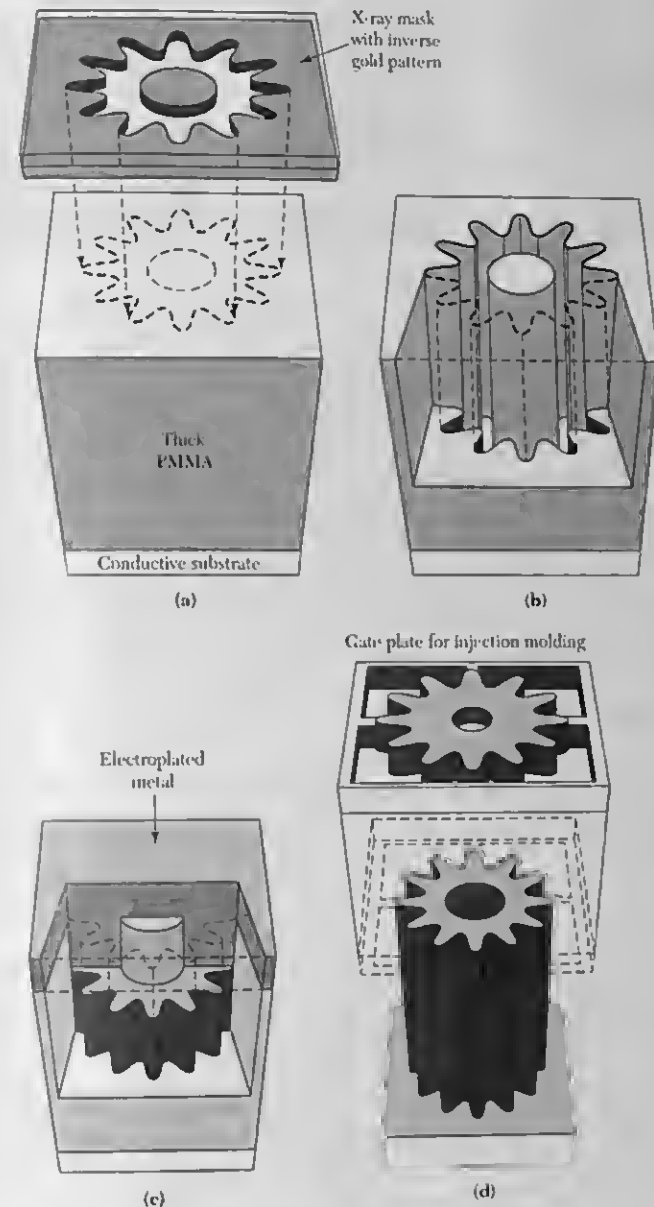 X-ray mask
with inverse
gold pattern
Thick
PMMA
Conductive substrate
(a)
(b)
Gate plate for injection molding
Electroplated
metal
(c)
(d)